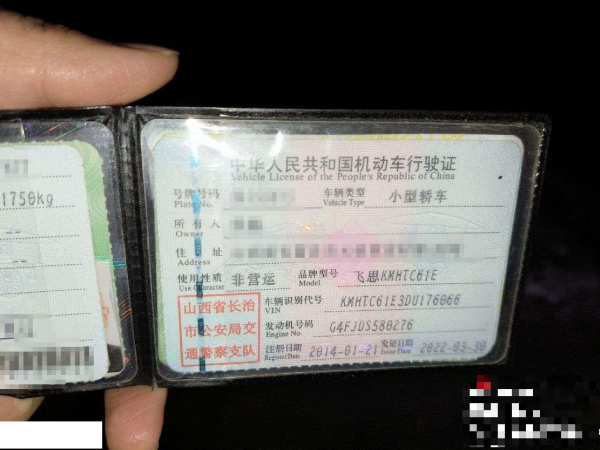 1750kg
中华人民共和国机动车行驶证
Vehicle License of the People's Republic of China
号牌号码 Plate No. 车辆类型 Vehicle Type 小型轿车
所有人 Owner
住址 Address
使用性质 Use Character 非营运 品牌型号 Model 飞思KMHTC61E
车辆识别代号 VIN KMHTC61E3DU176066
发动机号码 Engine No. G4FJDS580276
注册日期 Register Date 2014-01-21 发证日期 Issue Date 2022-03-30
山西省长治
市公安局交
通警察支队